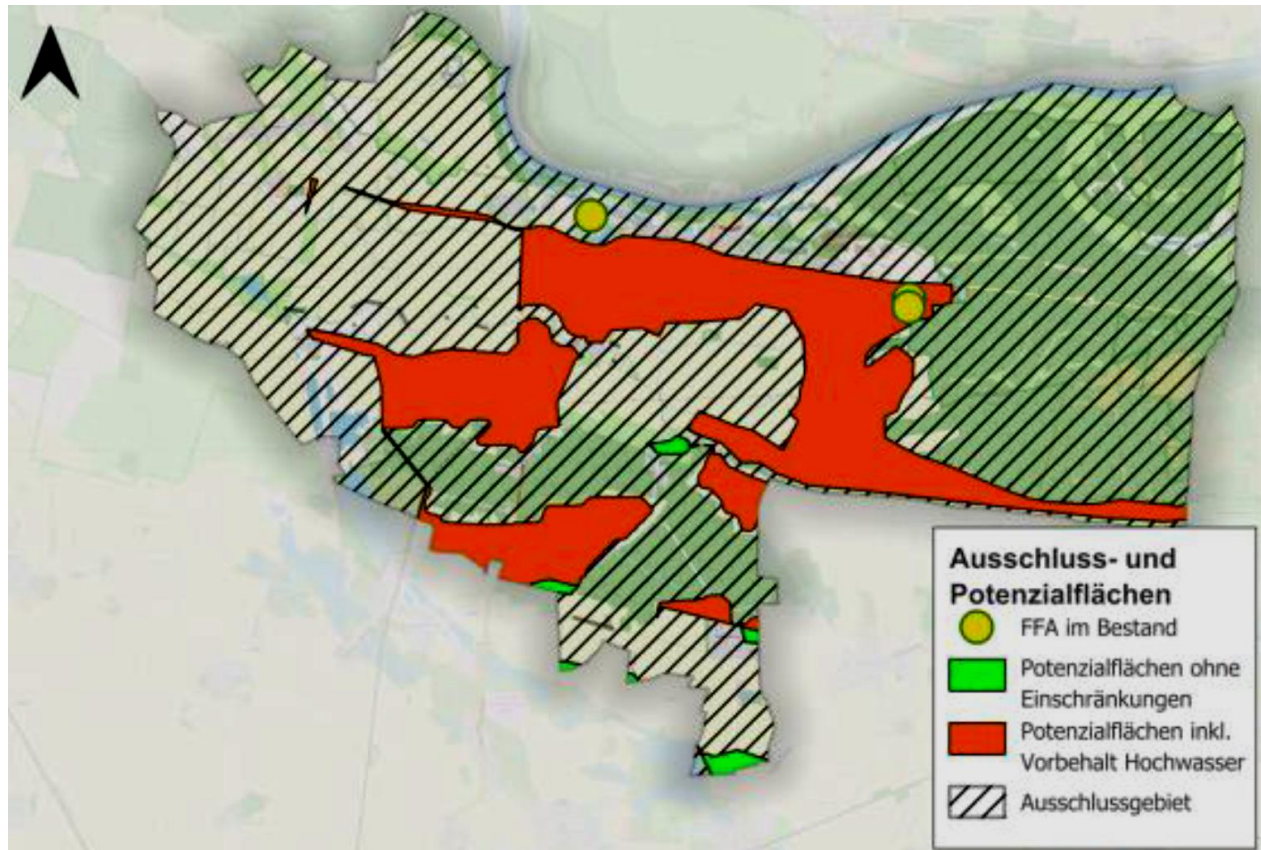 Ausschluss- und
Potenzialflächen
FFA im Bestand
Potenzialflächen ohne
Einschränkungen
Potenzialflächen inkl.
Vorbehalt Hochwasser
Ausschlussgebiet